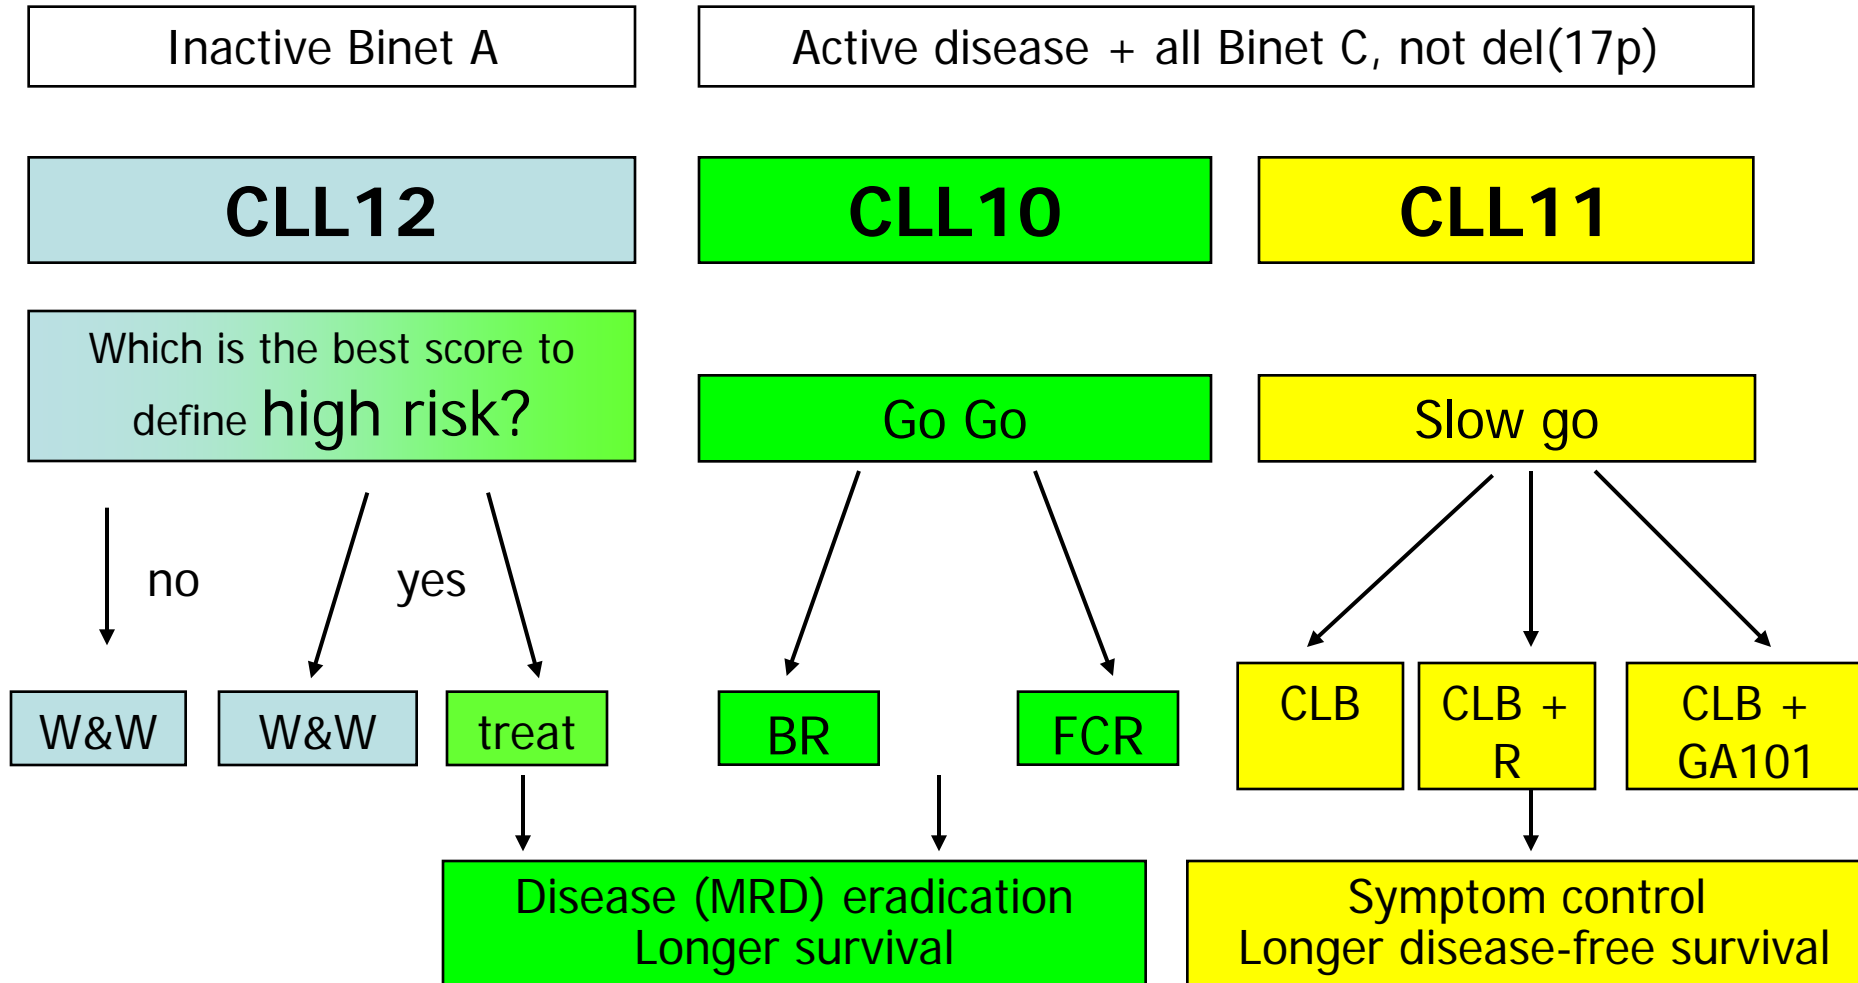 Inactive Binet A
Active disease + all Binet C, not del(17p)
CLL12
CLL10
CLL11
Which is the best score to
define high risk?
Go Go
Slow go
no
yes
W&W
W&W
treat
BR
FCR
CLB
CLB +
R
CLB +
GA101
Disease (MRD) eradication
Longer survival
Symptom control
Longer disease-free survival